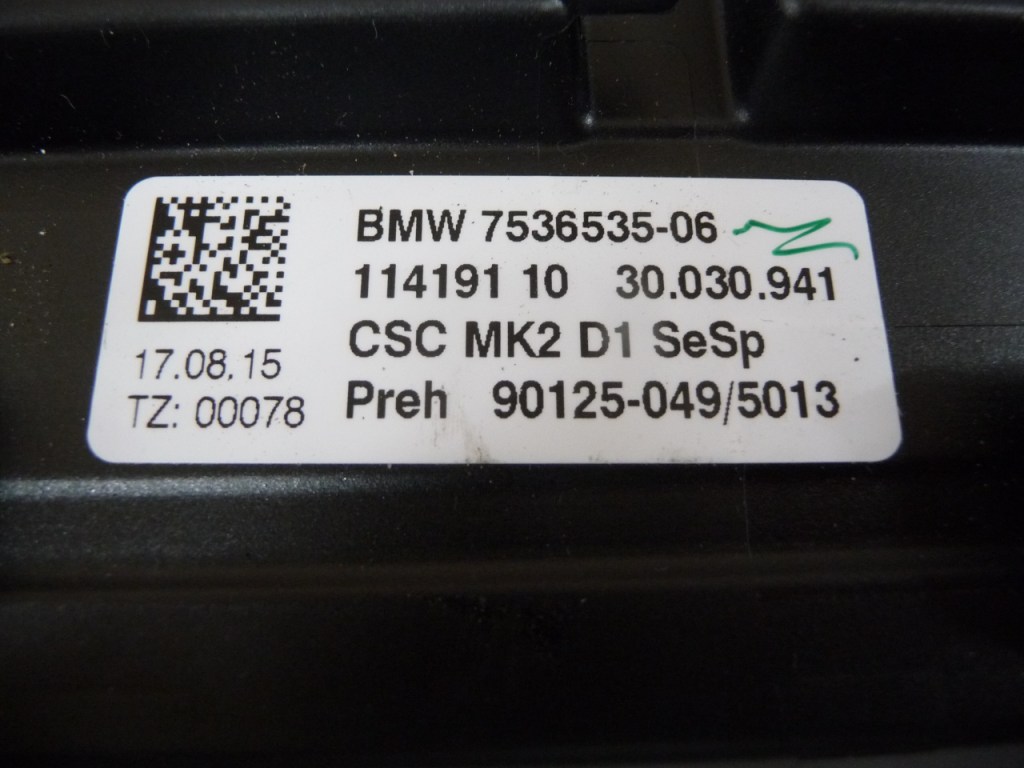 BMW 7536535-06
114191 10 30.030.941
CSC MK2 D1 SeSp
17.08.15
Preh 90125-049/5013
TZ: 00078